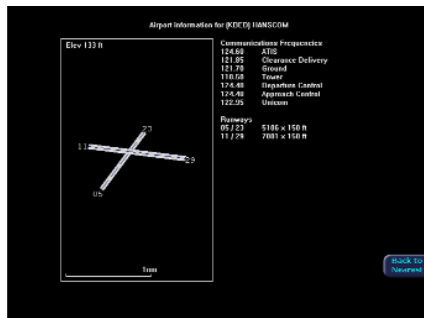 Airport Information for (KBED) HANSCOM
Elev 133 ft
23
11
29
05
1nm
Communications Frequencies
124.60 ATIS
121.85 Clearance Delivery
121.70 Ground
118.50 Tower
124.40 Departure Control
124.40 Approach Control
122.95 Unicom
Runways
05 / 23 5106 x 150 ft
11 / 29 7001 x 150 ft
Back to
Nearest